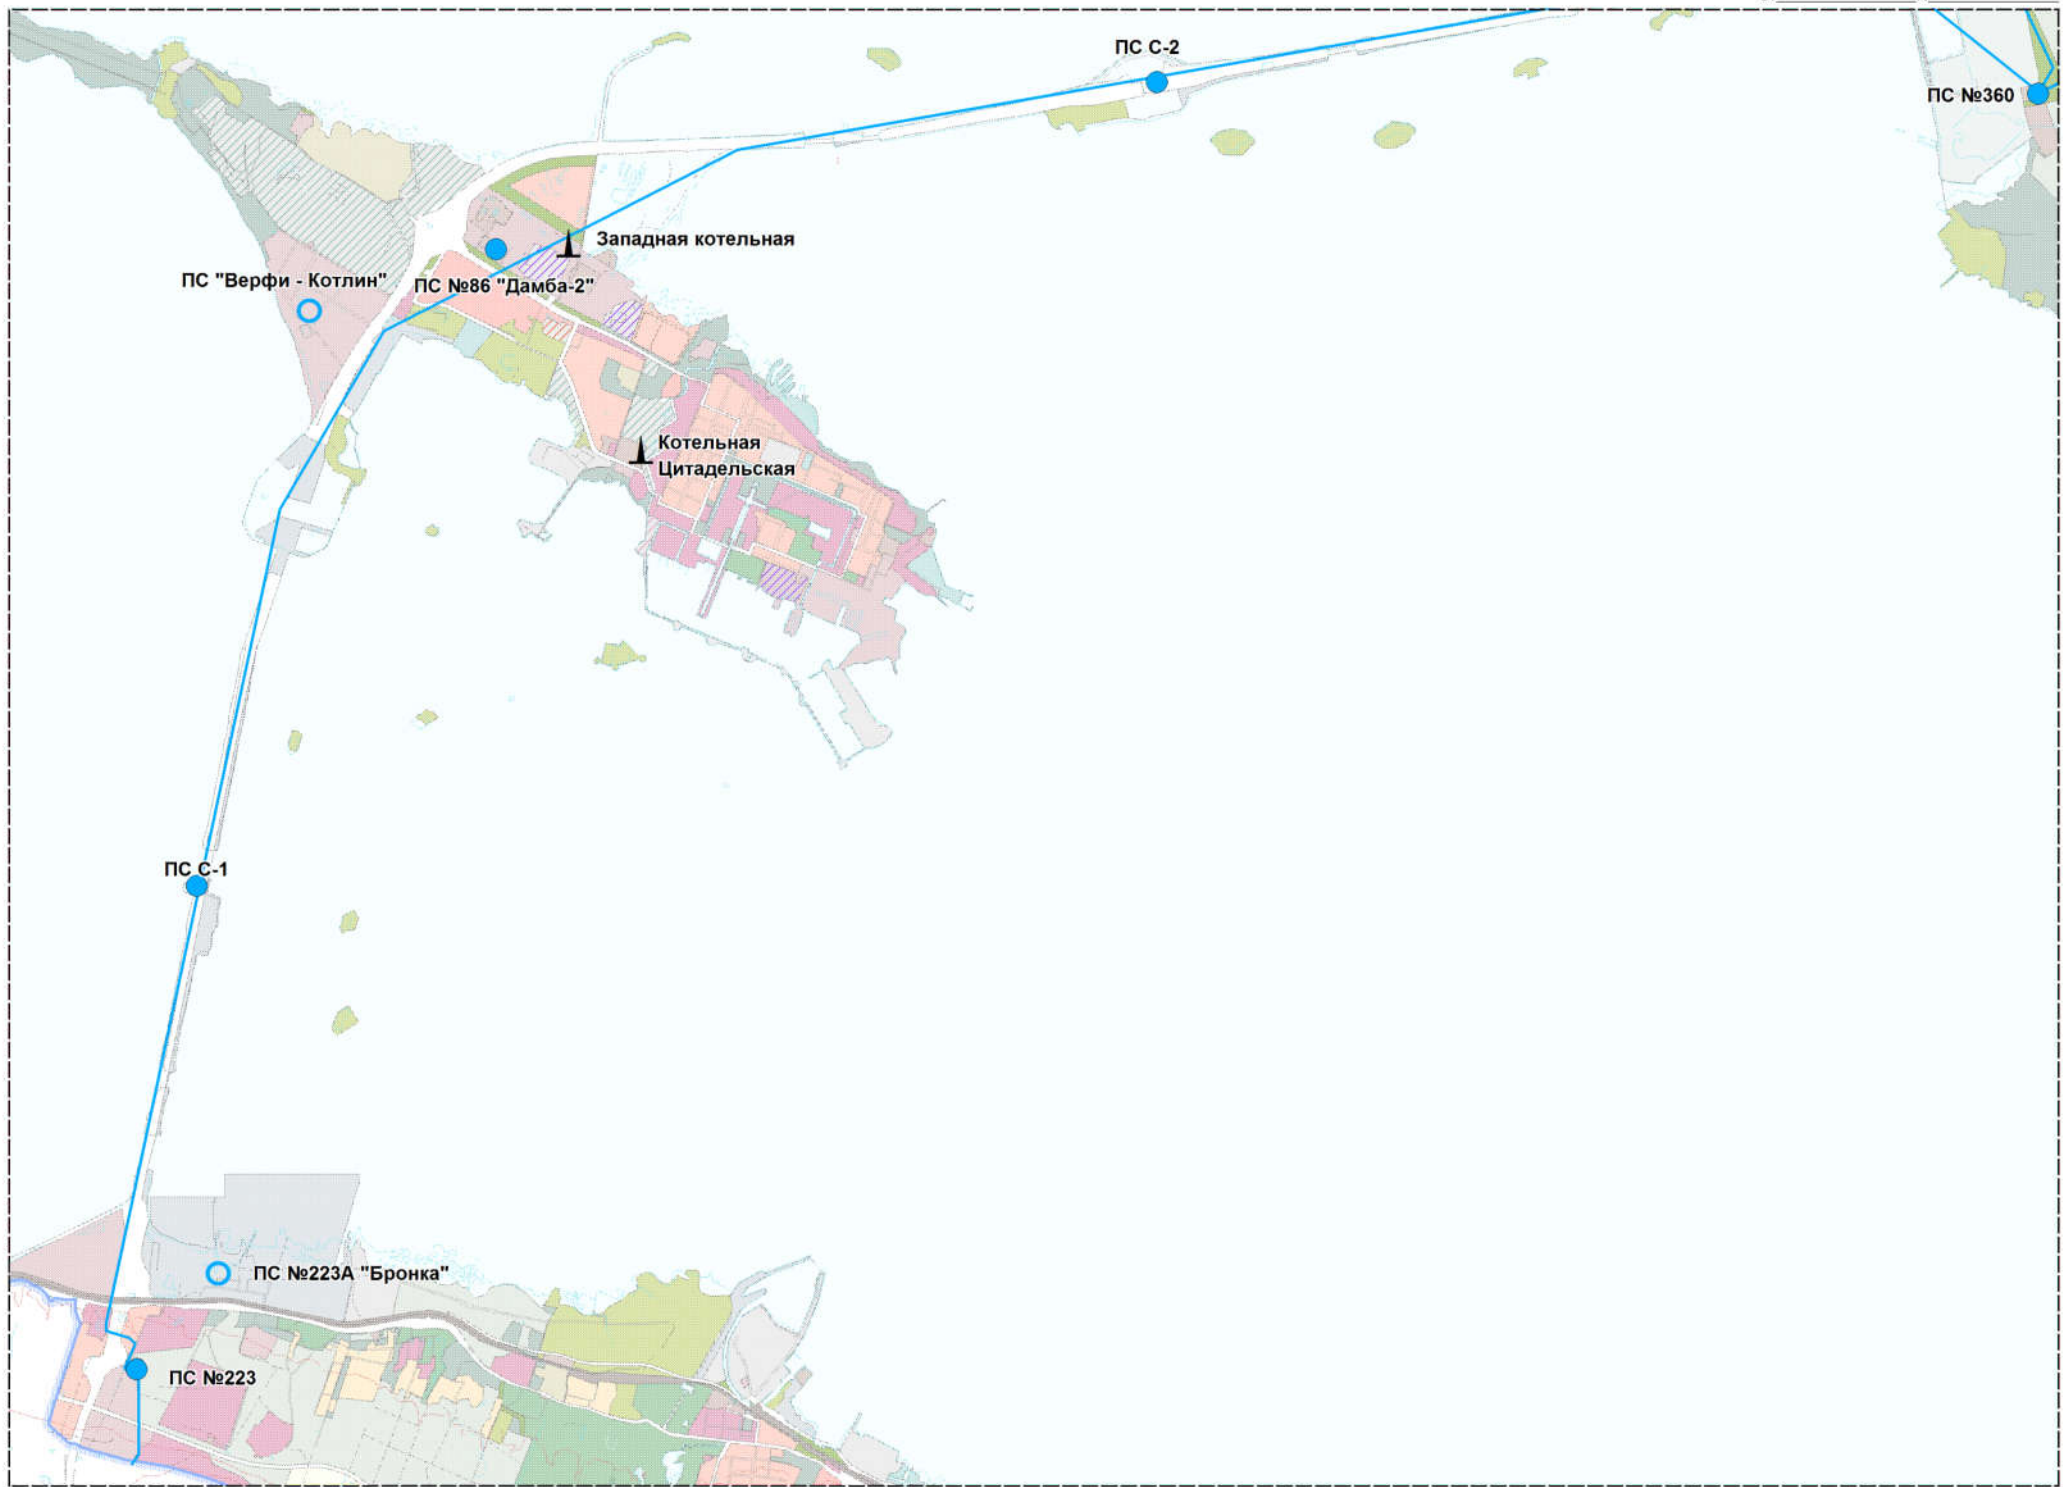 ПС С-2
ПС №360
Западная котельная
ПС "Верфи - Котлин"
ПС №86 "Дамба-2"
Котельная
Цитадельская
ПС С-1
ПС №223А "Бронка"
ПС №223